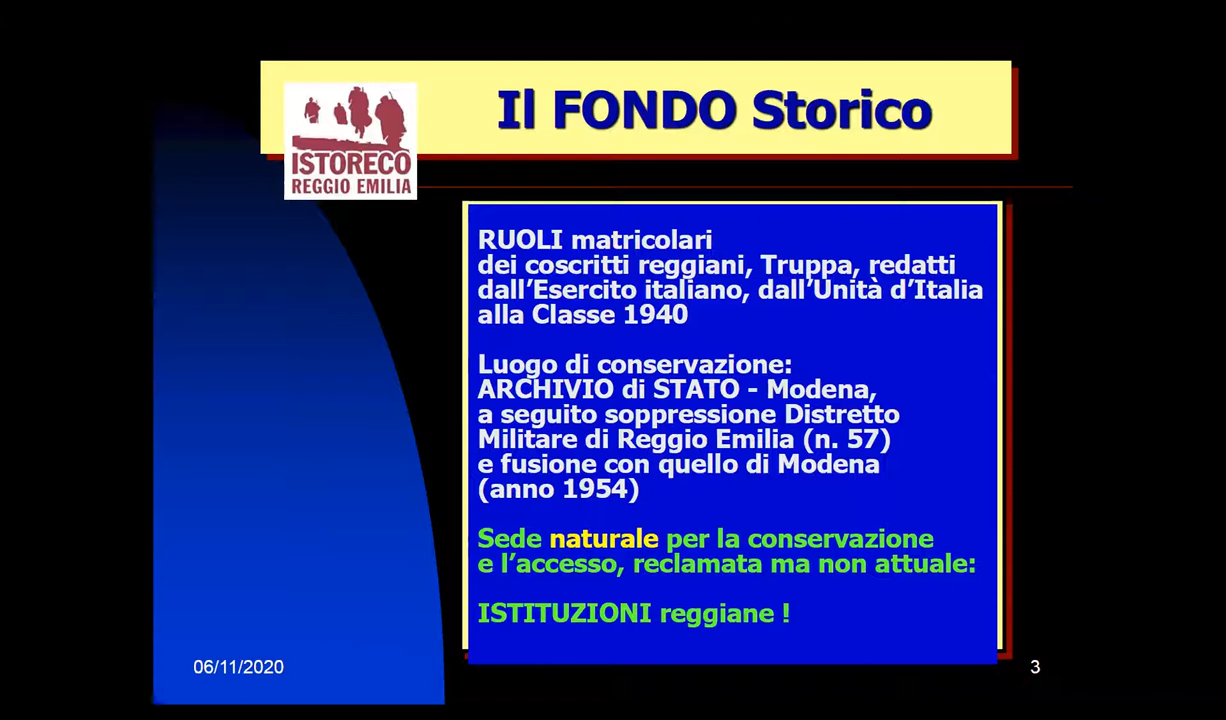 Il FONDO Storico
ISTORECO
REGGIO EMILIA
RUOLI matricolari
dei coscritti reggiani, Truppa, redatti
dall’Esercito italiano, dall’Unità d’Italia
alla Classe 1940
Luogo di conservazione:
ARCHIVIO di STATO - Modena,
a seguito soppressione Distretto
Militare di Reggio Emilia (n. 57)
e fusione con quello di Modena
(anno 1954)
Sede naturale per la conservazione
e l’accesso, reclamata ma non attuale:
ISTITUZIONI reggiane !
06/11/2020
3